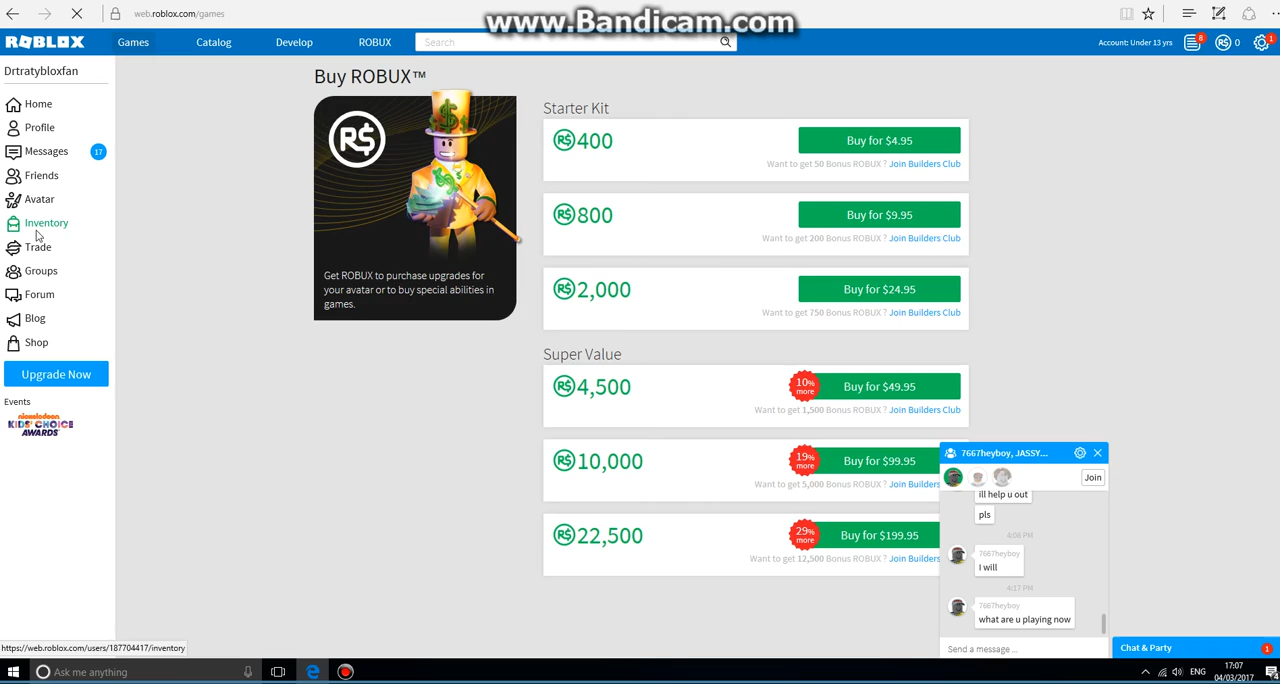 www.Bandicam.com
web.roblox.com/games
ROBLOX
Games
Catalog
Develop
ROBUX
Search
Account: Under 13 yrs
8
R$ 0
1
Drtratybloxfan
Home
Profile
Messages 17
Friends
Avatar
Inventory
Trade
Groups
Forum
Blog
Shop
Upgrade Now
Events
nickelodeon
KIDS' CHOICE
AWARDS
Buy ROBUX™
R$
Get ROBUX to purchase upgrades for
your avatar or to buy special abilities in
games.
Starter Kit
R$ 400
Buy for $4.95
Want to get 50 Bonus ROBUX ? Join Builders Club
R$ 800
Buy for $9.95
Want to get 200 Bonus ROBUX ? Join Builders Club
R$ 2,000
Buy for $24.95
Want to get 750 Bonus ROBUX ? Join Builders Club
Super Value
R$ 4,500
10% more
Buy for $49.95
Want to get 1,500 Bonus ROBUX ? Join Builders Club
R$ 10,000
19% more
Buy for $99.95
Want to get 5,000 Bonus ROBUX ? Join Builders
R$ 22,500
29% more
Buy for $199.95
Want to get 12,500 Bonus ROBUX ? Join Builders
7667heyboy, JASSY...
Join
ill help u out
pls
4:06 PM
7667heyboy
I will
4:17 PM
7667heyboy
what are u playing now
Send a message ...
Chat & Party
1
https://web.roblox.com/users/187704417/inventory
Ask me anything
ENG
17:07
04/03/2017